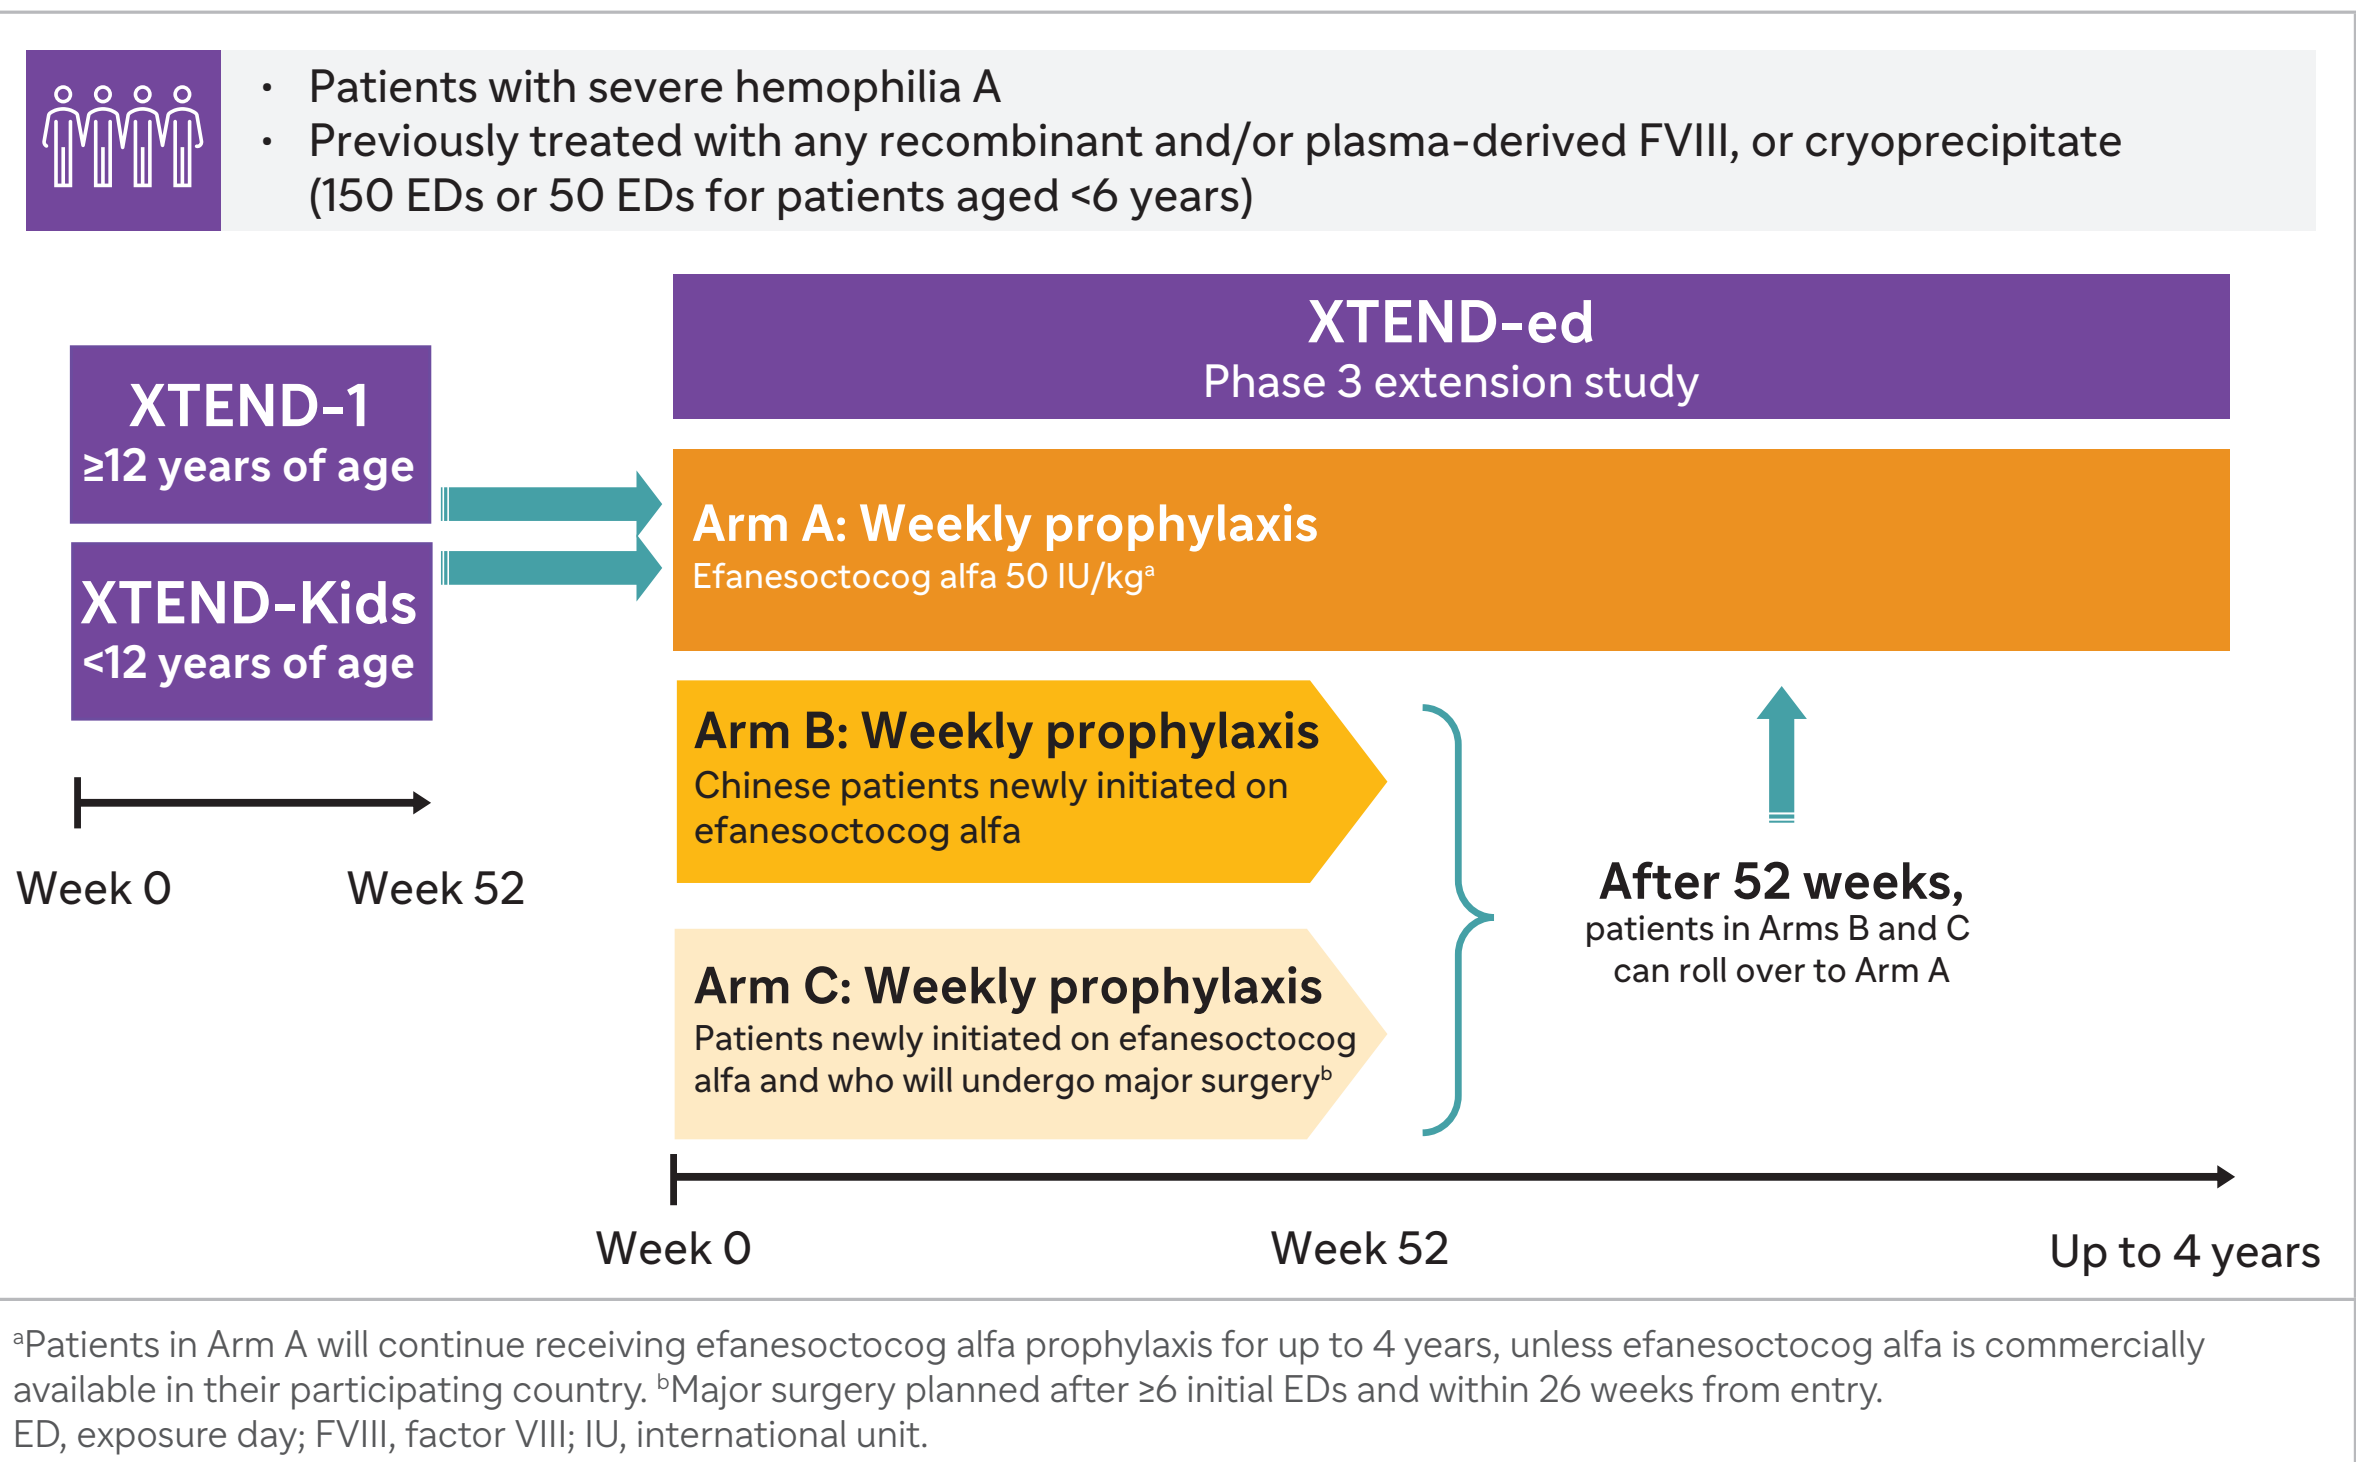 • Patients with severe hemophilia A
• Previously treated with any recombinant and/or plasma-derived FVIII, or cryoprecipitate
(150 EDs or 50 EDs for patients aged <6 years)
XTEND-1
≥12 years of age
XTEND-Kids
<12 years of age
Week 0
Week 52
XTEND-ed
Phase 3 extension study
Arm A: Weekly prophylaxis
Efanesoctocog alfa 50 IU/kgᵃ
Arm B: Weekly prophylaxis
Chinese patients newly initiated on
efanesoctocog alfa
Arm C: Weekly prophylaxis
Patients newly initiated on efanesoctocog
alfa and who will undergo major surgeryᵇ
After 52 weeks,
patients in Arms B and C
can roll over to Arm A
Week 0
Week 52
Up to 4 years
ᵃPatients in Arm A will continue receiving efanesoctocog alfa prophylaxis for up to 4 years, unless efanesoctocog alfa is commercially
available in their participating country. ᵇMajor surgery planned after ≥6 initial EDs and within 26 weeks from entry.
ED, exposure day; FVIII, factor VIII; IU, international unit.